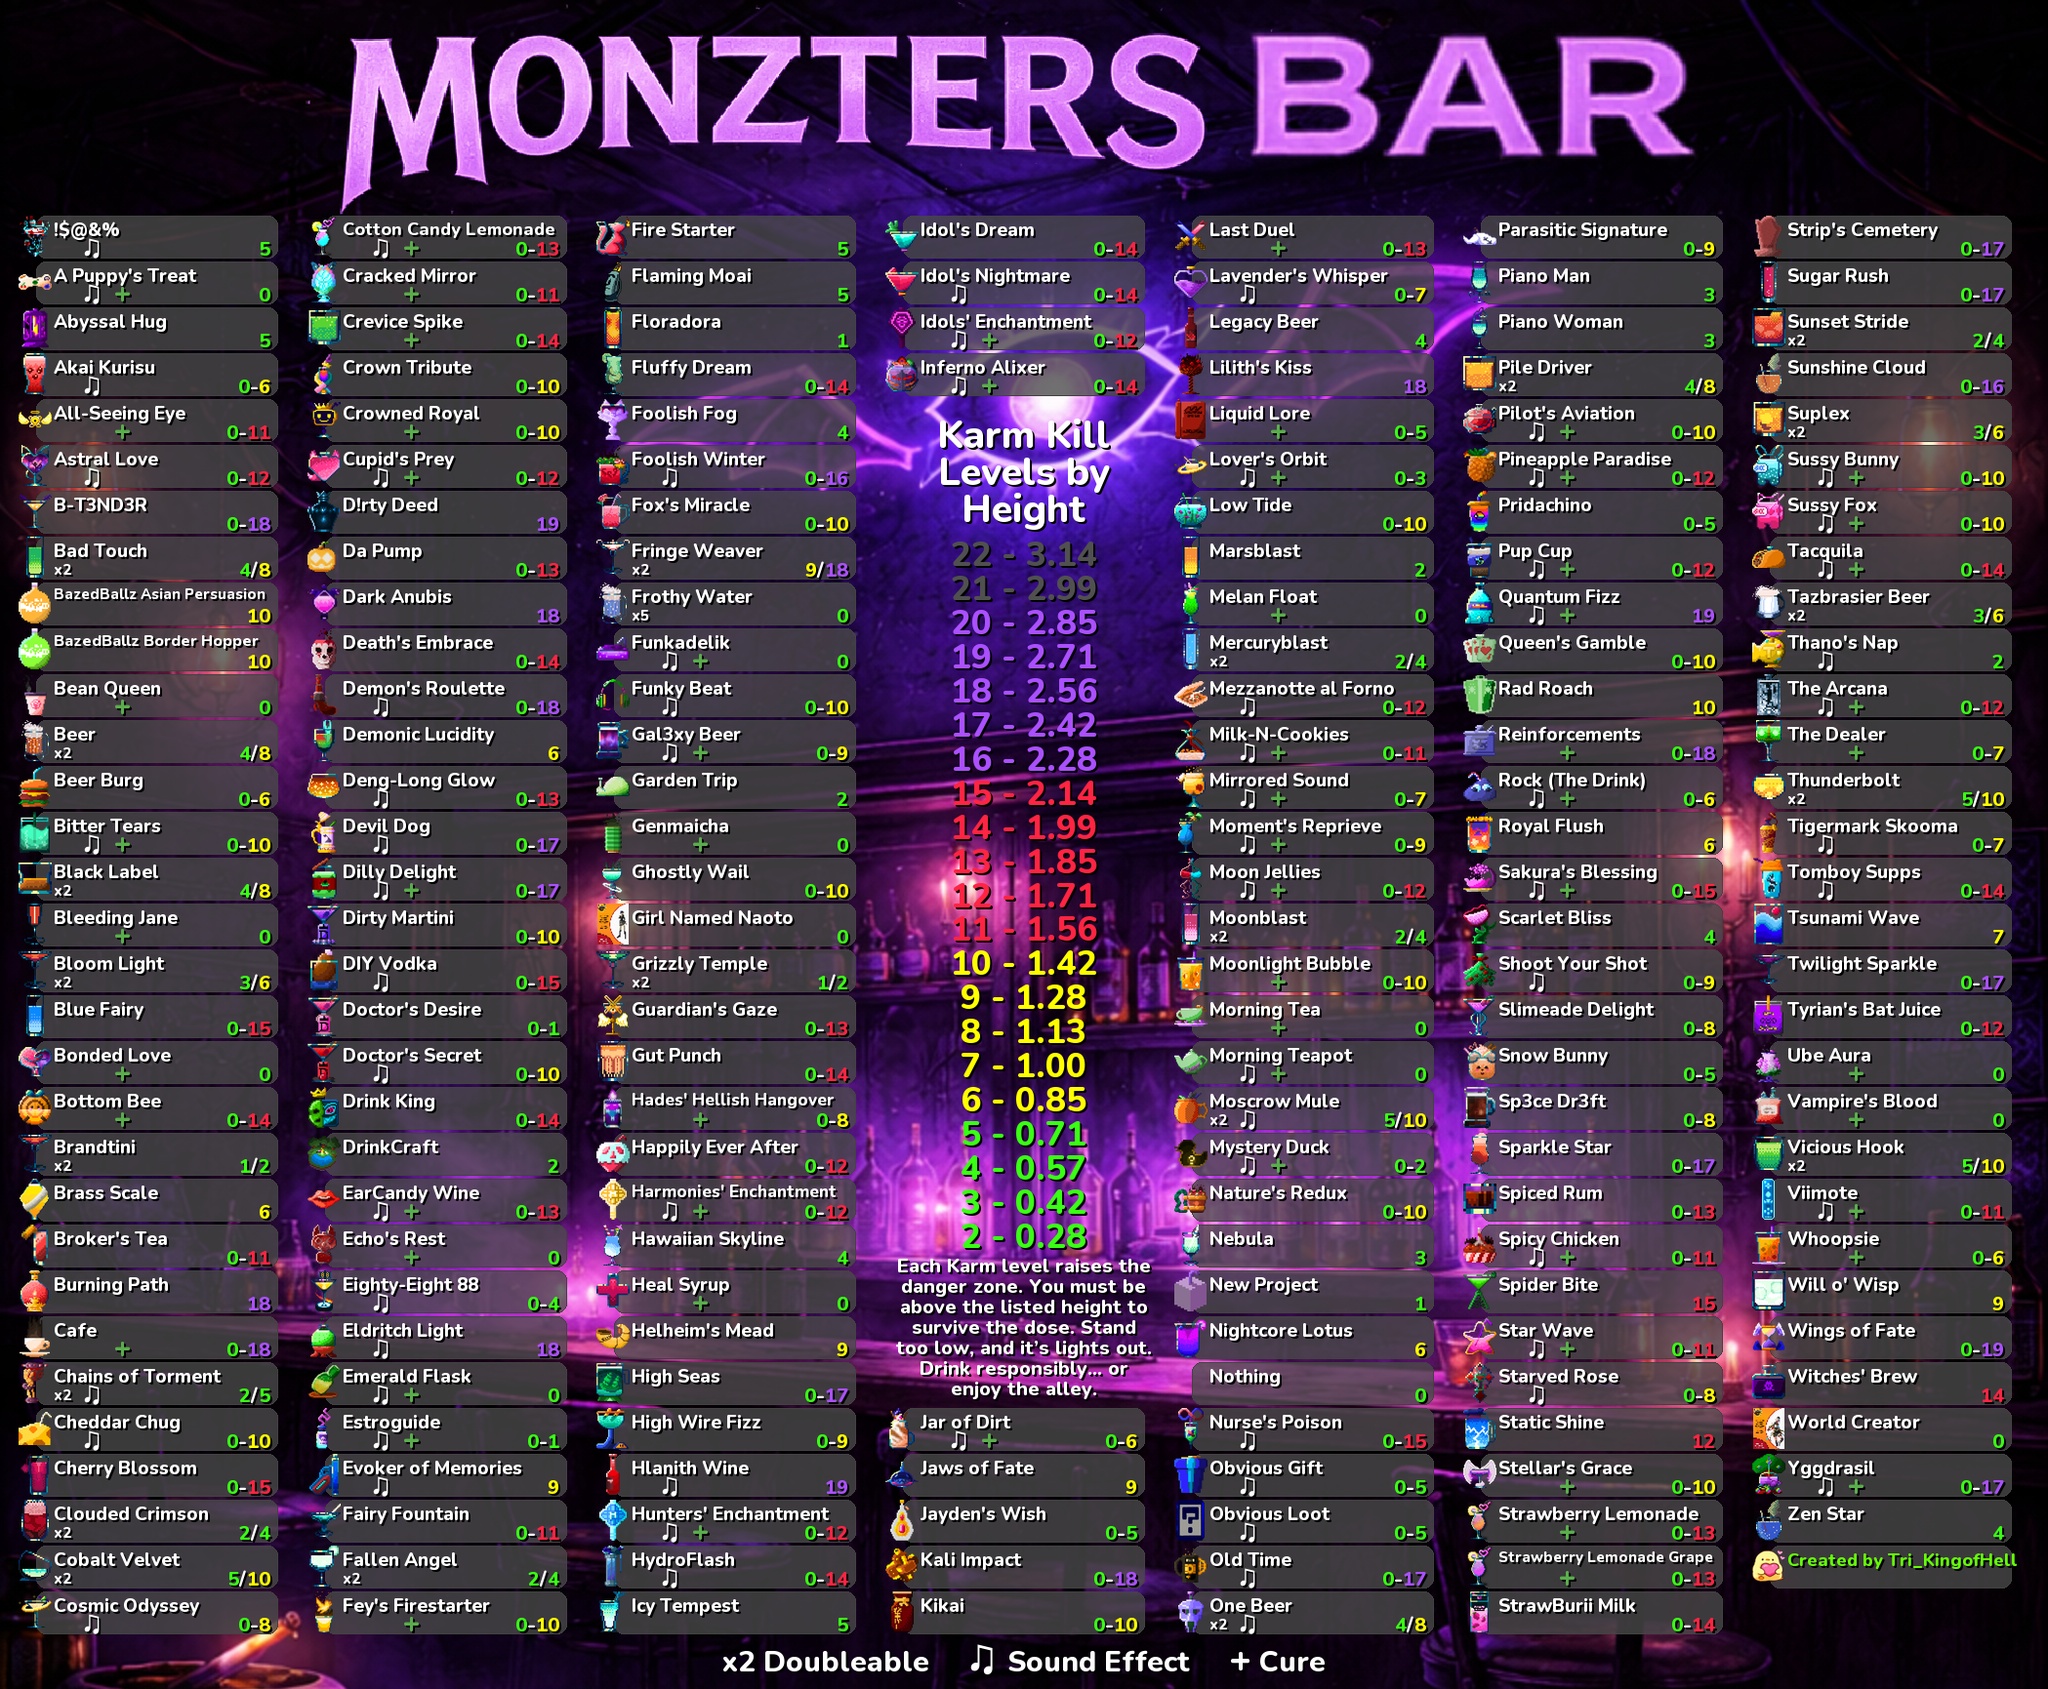 MONZTERS BAR
!$@&%
♫ 5
A Puppy's Treat
♫ + 0
Abyssal Hug
5
Akai Kurisu
♫ 0-6
All-Seeing Eye
+ 0-11
Astral Love
♫ 0-12
B-T3ND3R
0-18
Bad Touch
x2 4/8
BazedBallz Asian Persuasion
10
BazedBallz Border Hopper
10
Bean Queen
+ 0
Beer
x2 4/8
Beer Burg
0-6
Bitter Tears
♫ + 0-10
Black Label
x2 4/8
Bleeding Jane
+ 0
Bloom Light
x2 3/6
Blue Fairy
0-15
Bonded Love
+ 0
Bottom Bee
+ 0-14
Brandtini
x2 1/2
Brass Scale
6
Broker's Tea
0-11
Burning Path
18
Cafe
+ 0-18
Chains of Torment
x2 ♫ 2/5
Cheddar Chug
♫ 0-10
Cherry Blossom
0-15
Clouded Crimson
x2 2/4
Cobalt Velvet
x2 5/10
Cosmic Odyssey
♫ 0-8
Cotton Candy Lemonade
♫ + 0-13
Cracked Mirror
+ 0-11
Crevice Spike
+ 0-14
Crown Tribute
0-10
Crowned Royal
+ 0-10
Cupid's Prey
♫ + 0-12
D!rty Deed
19
Da Pump
0-13
Dark Anubis
18
Death's Embrace
0-14
Demon's Roulette
♫ 0-18
Demonic Lucidity
6
Deng-Long Glow
♫ 0-13
Devil Dog
♫ 0-17
Dilly Delight
♫ + 0-17
Dirty Martini
0-10
DIY Vodka
♫ 0-15
Doctor's Desire
0-1
Doctor's Secret
♫ 0-10
Drink King
0-14
DrinkCraft
2
EarCandy Wine
♫ + 0-13
Echo's Rest
+ 0
Eighty-Eight 88
♫ 0-4
Eldritch Light
♫ 18
Emerald Flask
♫ + 0
Estroguide
♫ + 0-1
Evoker of Memories
9
Fairy Fountain
0-11
Fallen Angel
x2 2/4
Fey's Firestarter
+ 0-10
Fire Starter
5
Flaming Moai
5
Floradora
1
Fluffy Dream
0-14
Foolish Fog
4
Foolish Winter
♫ 0-16
Fox's Miracle
0-10
Fringe Weaver
x2 9/18
Frothy Water
x5 0
Funkadelik
♫ + 0
Funky Beat
♫ 0-10
Gal3xy Beer
♫ + 0-9
Garden Trip
2
Genmaicha
+ 0
Ghostly Wail
0-10
Girl Named Naoto
0
Grizzly Temple
x2 1/2
Guardian's Gaze
0-13
Gut Punch
0-14
Hades' Hellish Hangover
+ 0-8
Happily Ever After
0-12
Harmonies' Enchantment
♫ + 0-12
Hawaiian Skyline
4
Heal Syrup
+ 0
Helheim's Mead
9
High Seas
0-17
High Wire Fizz
0-9
Hlanith Wine
19
Hunters' Enchantment
♫ + 0-12
HydroFlash
♫ 0-14
Icy Tempest
5
Idol's Dream
0-14
Idol's Nightmare
♫ 0-14
Idols' Enchantment
♫ + 0-12
Inferno Alixer
♫ + 0-14
Karm Kill
Levels by
Height
22 - 3.14
21 - 2.99
20 - 2.85
19 - 2.71
18 - 2.56
17 - 2.42
16 - 2.28
15 - 2.14
14 - 1.99
13 - 1.85
12 - 1.71
11 - 1.56
10 - 1.42
9 - 1.28
8 - 1.13
7 - 1.00
6 - 0.85
5 - 0.71
4 - 0.57
3 - 0.42
2 - 0.28
Each Karm level raises the
danger zone. You must be
above the listed height to
survive the dose. Stand
too low, and it's lights out.
Drink responsibly... or
enjoy the alley.
Jar of Dirt
♫ + 0-6
Jaws of Fate
9
Jayden's Wish
0-5
Kali Impact
0-18
Kikai
0-10
Last Duel
+ 0-13
Lavender's Whisper
♫ 0-7
Legacy Beer
4
Lilith's Kiss
18
Liquid Lore
+ 0-5
Lover's Orbit
♫ + 0-3
Low Tide
0-10
Marsblast
2
Melan Float
+ 0
Mercuryblast
x2 2/4
Mezzanotte al Forno
♫ 0-12
Milk-N-Cookies
♫ + 0-11
Mirrored Sound
♫ + 0-7
Moment's Reprieve
♫ + 0-9
Moon Jellies
♫ + 0-12
Moonblast
x2 2/4
Moonlight Bubble
+ 0-10
Morning Tea
+ 0
Morning Teapot
♫ + 0
Moscrow Mule
x2 ♫ 5/10
Mystery Duck
♫ + 0-2
Nature's Redux
0-10
Nebula
3
New Project
1
Nightcore Lotus
6
Nothing
0
Nurse's Poison
♫ 0-15
Obvious Gift
♫ 0-5
Obvious Loot
♫ 0-5
Old Time
♫ 0-17
One Beer
x2 ♫ 4/8
Parasitic Signature
0-9
Piano Man
3
Piano Woman
3
Pile Driver
x2 4/8
Pilot's Aviation
♫ + 0-10
Pineapple Paradise
♫ + 0-12
Pridachino
0-5
Pup Cup
♫ + 0-12
Quantum Fizz
♫ + 19
Queen's Gamble
0-10
Rad Roach
10
Reinforcements
+ 0-18
Rock (The Drink)
♫ + 0-6
Royal Flush
6
Sakura's Blessing
♫ + 0-15
Scarlet Bliss
4
Shoot Your Shot
♫ 0-9
Slimeade Delight
0-8
Snow Bunny
0-5
Sp3ce Dr3ft
0-8
Sparkle Star
0-17
Spiced Rum
0-13
Spicy Chicken
♫ + 0-11
Spider Bite
15
Star Wave
♫ + 0-11
Starved Rose
♫ 0-8
Static Shine
12
Stellar's Grace
+ 0-10
Strawberry Lemonade
+ 0-13
Strawberry Lemonade Grape
+ 0-13
StrawBurii Milk
0-14
Strip's Cemetery
0-17
Sugar Rush
0-17
Sunset Stride
x2 2/4
Sunshine Cloud
0-16
Suplex
x2 3/6
Sussy Bunny
♫ + 0-10
Sussy Fox
♫ + 0-10
Tacquila
♫ + 0-14
Tazbrasier Beer
x2 3/6
Thano's Nap
♫ 2
The Arcana
♫ + 0-12
The Dealer
+ 0-7
Thunderbolt
x2 5/10
Tigermark Skooma
♫ 0-7
Tomboy Supps
♫ 0-14
Tsunami Wave
7
Twilight Sparkle
0-17
Tyrian's Bat Juice
0-12
Ube Aura
+ 0
Vampire's Blood
+ 0
Vicious Hook
x2 5/10
Viimote
♫ + 0-11
Whoopsie
+ 0-6
Will o' Wisp
9
Wings of Fate
0-19
Witches' Brew
14
World Creator
0
Yggdrasil
♫ + 0-17
Zen Star
4
Created by Tri_KingofHell
x2 Doubleable ♫ Sound Effect + Cure